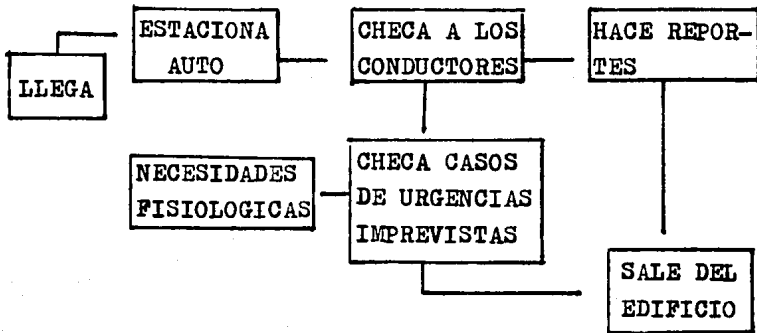 LLEGA
ESTACIONA
AUTO
CHECA A LOS
CONDUCTORES
HACE REPOR-
TES
NECESIDADES
FISIOLOGICAS
CHECA CASOS
DE URGENCIAS
IMPREVISTAS
SALE DEL
EDIFICIO